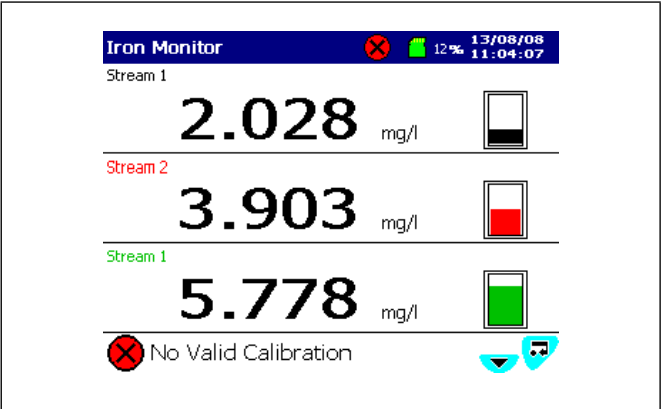 Iron Monitor 12% 13/08/08
11:04:07
Stream 1
2.028 mg/l
Stream 2
3.903 mg/l
Stream 1
5.778 mg/l
No Valid Calibration